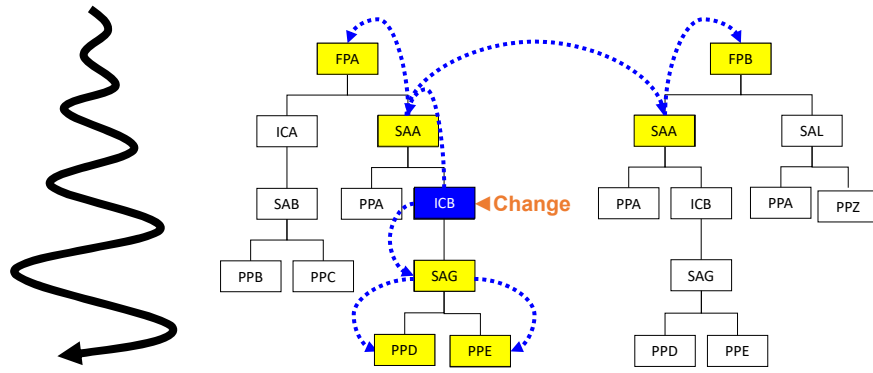 FPA
FPB
ICA
SAA
SAA
SAL
SAB
PPA
ICB
Change
PPA
ICB
PPA
PPZ
PPB
PPC
SAG
SAG
PPD
PPE
PPD
PPE